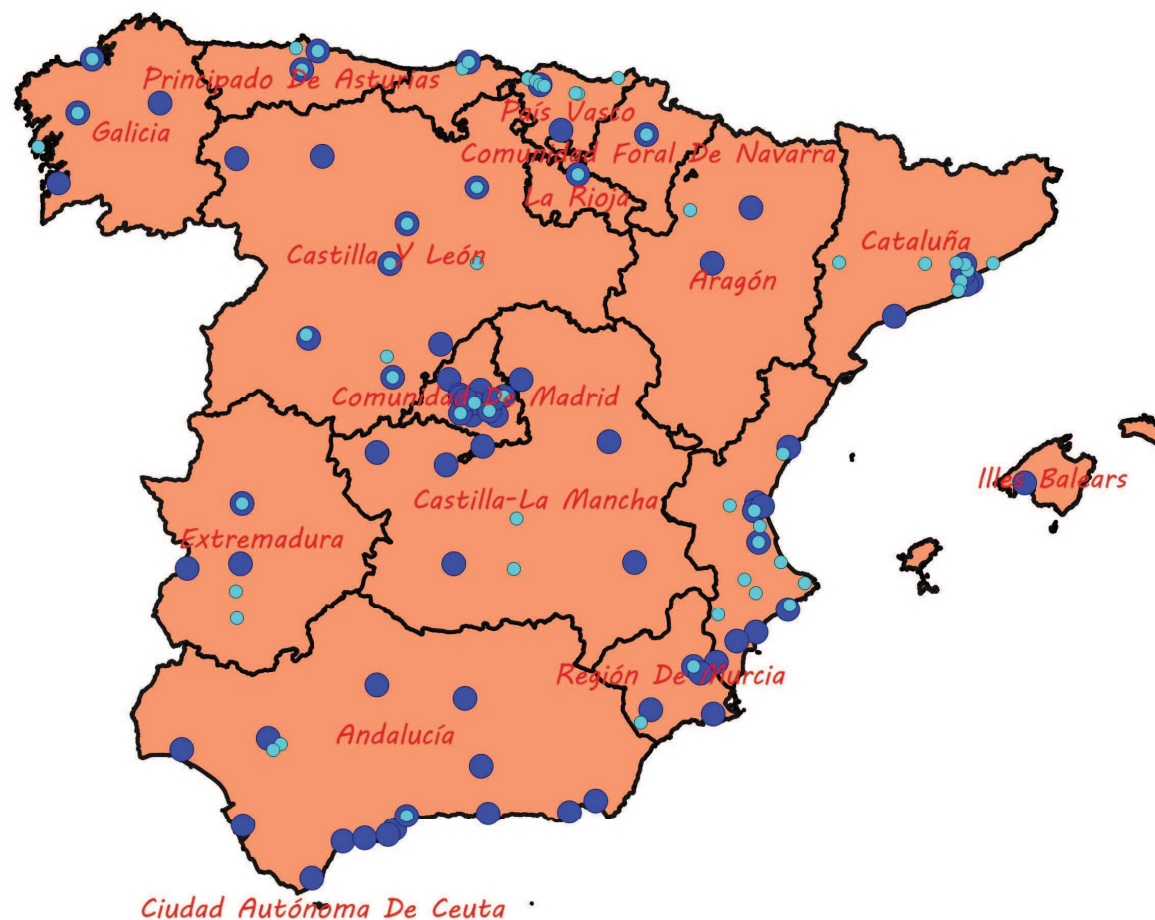 Principado De Asturias
País Vasco
Galicia
Comunidad Foral De Navarra
La Rioja
Cataluña
Castilla Y León
Aragón
Comunidad De Madrid
Illes Balears
Castilla-La Mancha
Extremadura
Región De Murcia
Andalucía
Ciudad Autónoma De Ceuta